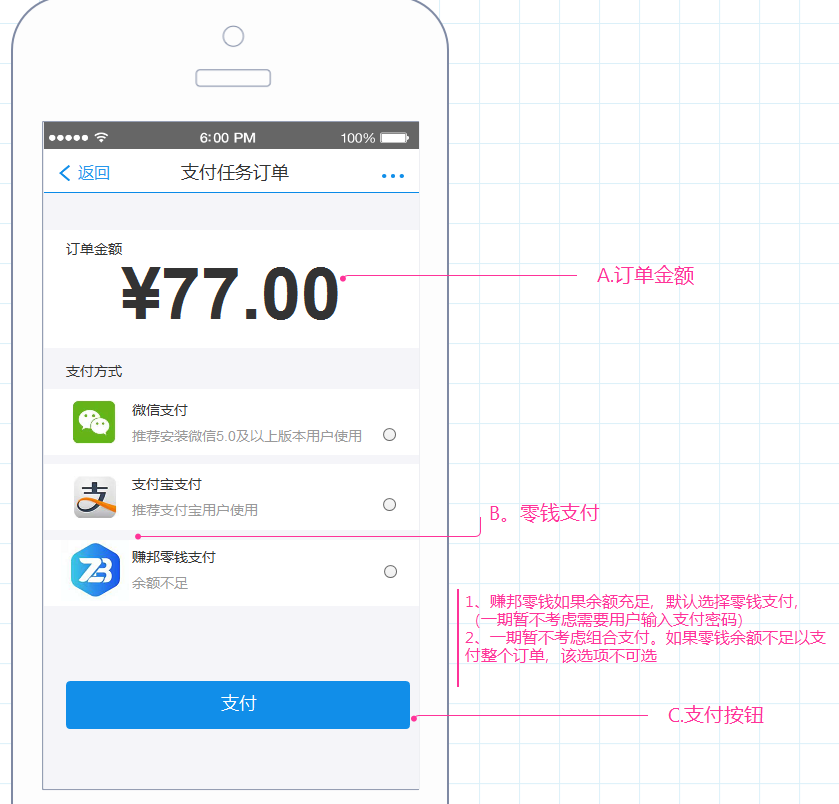 6:00 PM 100%
返回 支付任务订单
订单金额
¥77.00
A.订单金额
支付方式
微信支付
推荐安装微信5.0及以上版本用户使用
支付宝支付
推荐支付宝用户使用
B。零钱支付
赚邦零钱支付
余额不足
1、赚邦零钱如果余额充足,默认选择零钱支付,
(一期暂不考虑需要用户输入支付密码)
2、一期暂不考虑组合支付。如果零钱余额不足以支
付整个订单,该选项不可选
支付
C.支付按钮